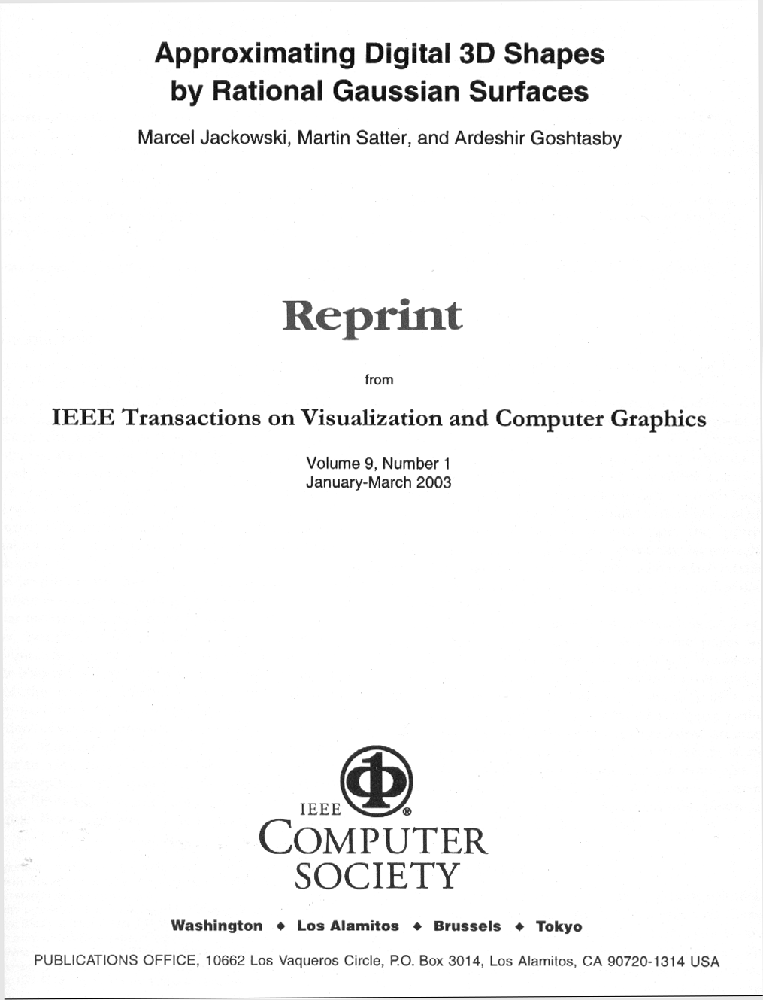 Approximating Digital 3D Shapes
by Rational Gaussian Surfaces
Marcel Jackowski, Martin Satter, and Ardeshir Goshtasby
Reprint
from
IEEE Transactions on Visualization and Computer Graphics
Volume 9, Number 1
January-March 2003
IEEE ®
COMPUTER
SOCIETY
Washington ◆ Los Alamitos ◆ Brussels ◆ Tokyo
PUBLICATIONS OFFICE, 10662 Los Vaqueros Circle, P.O. Box 3014, Los Alamitos, CA 90720-1314 USA